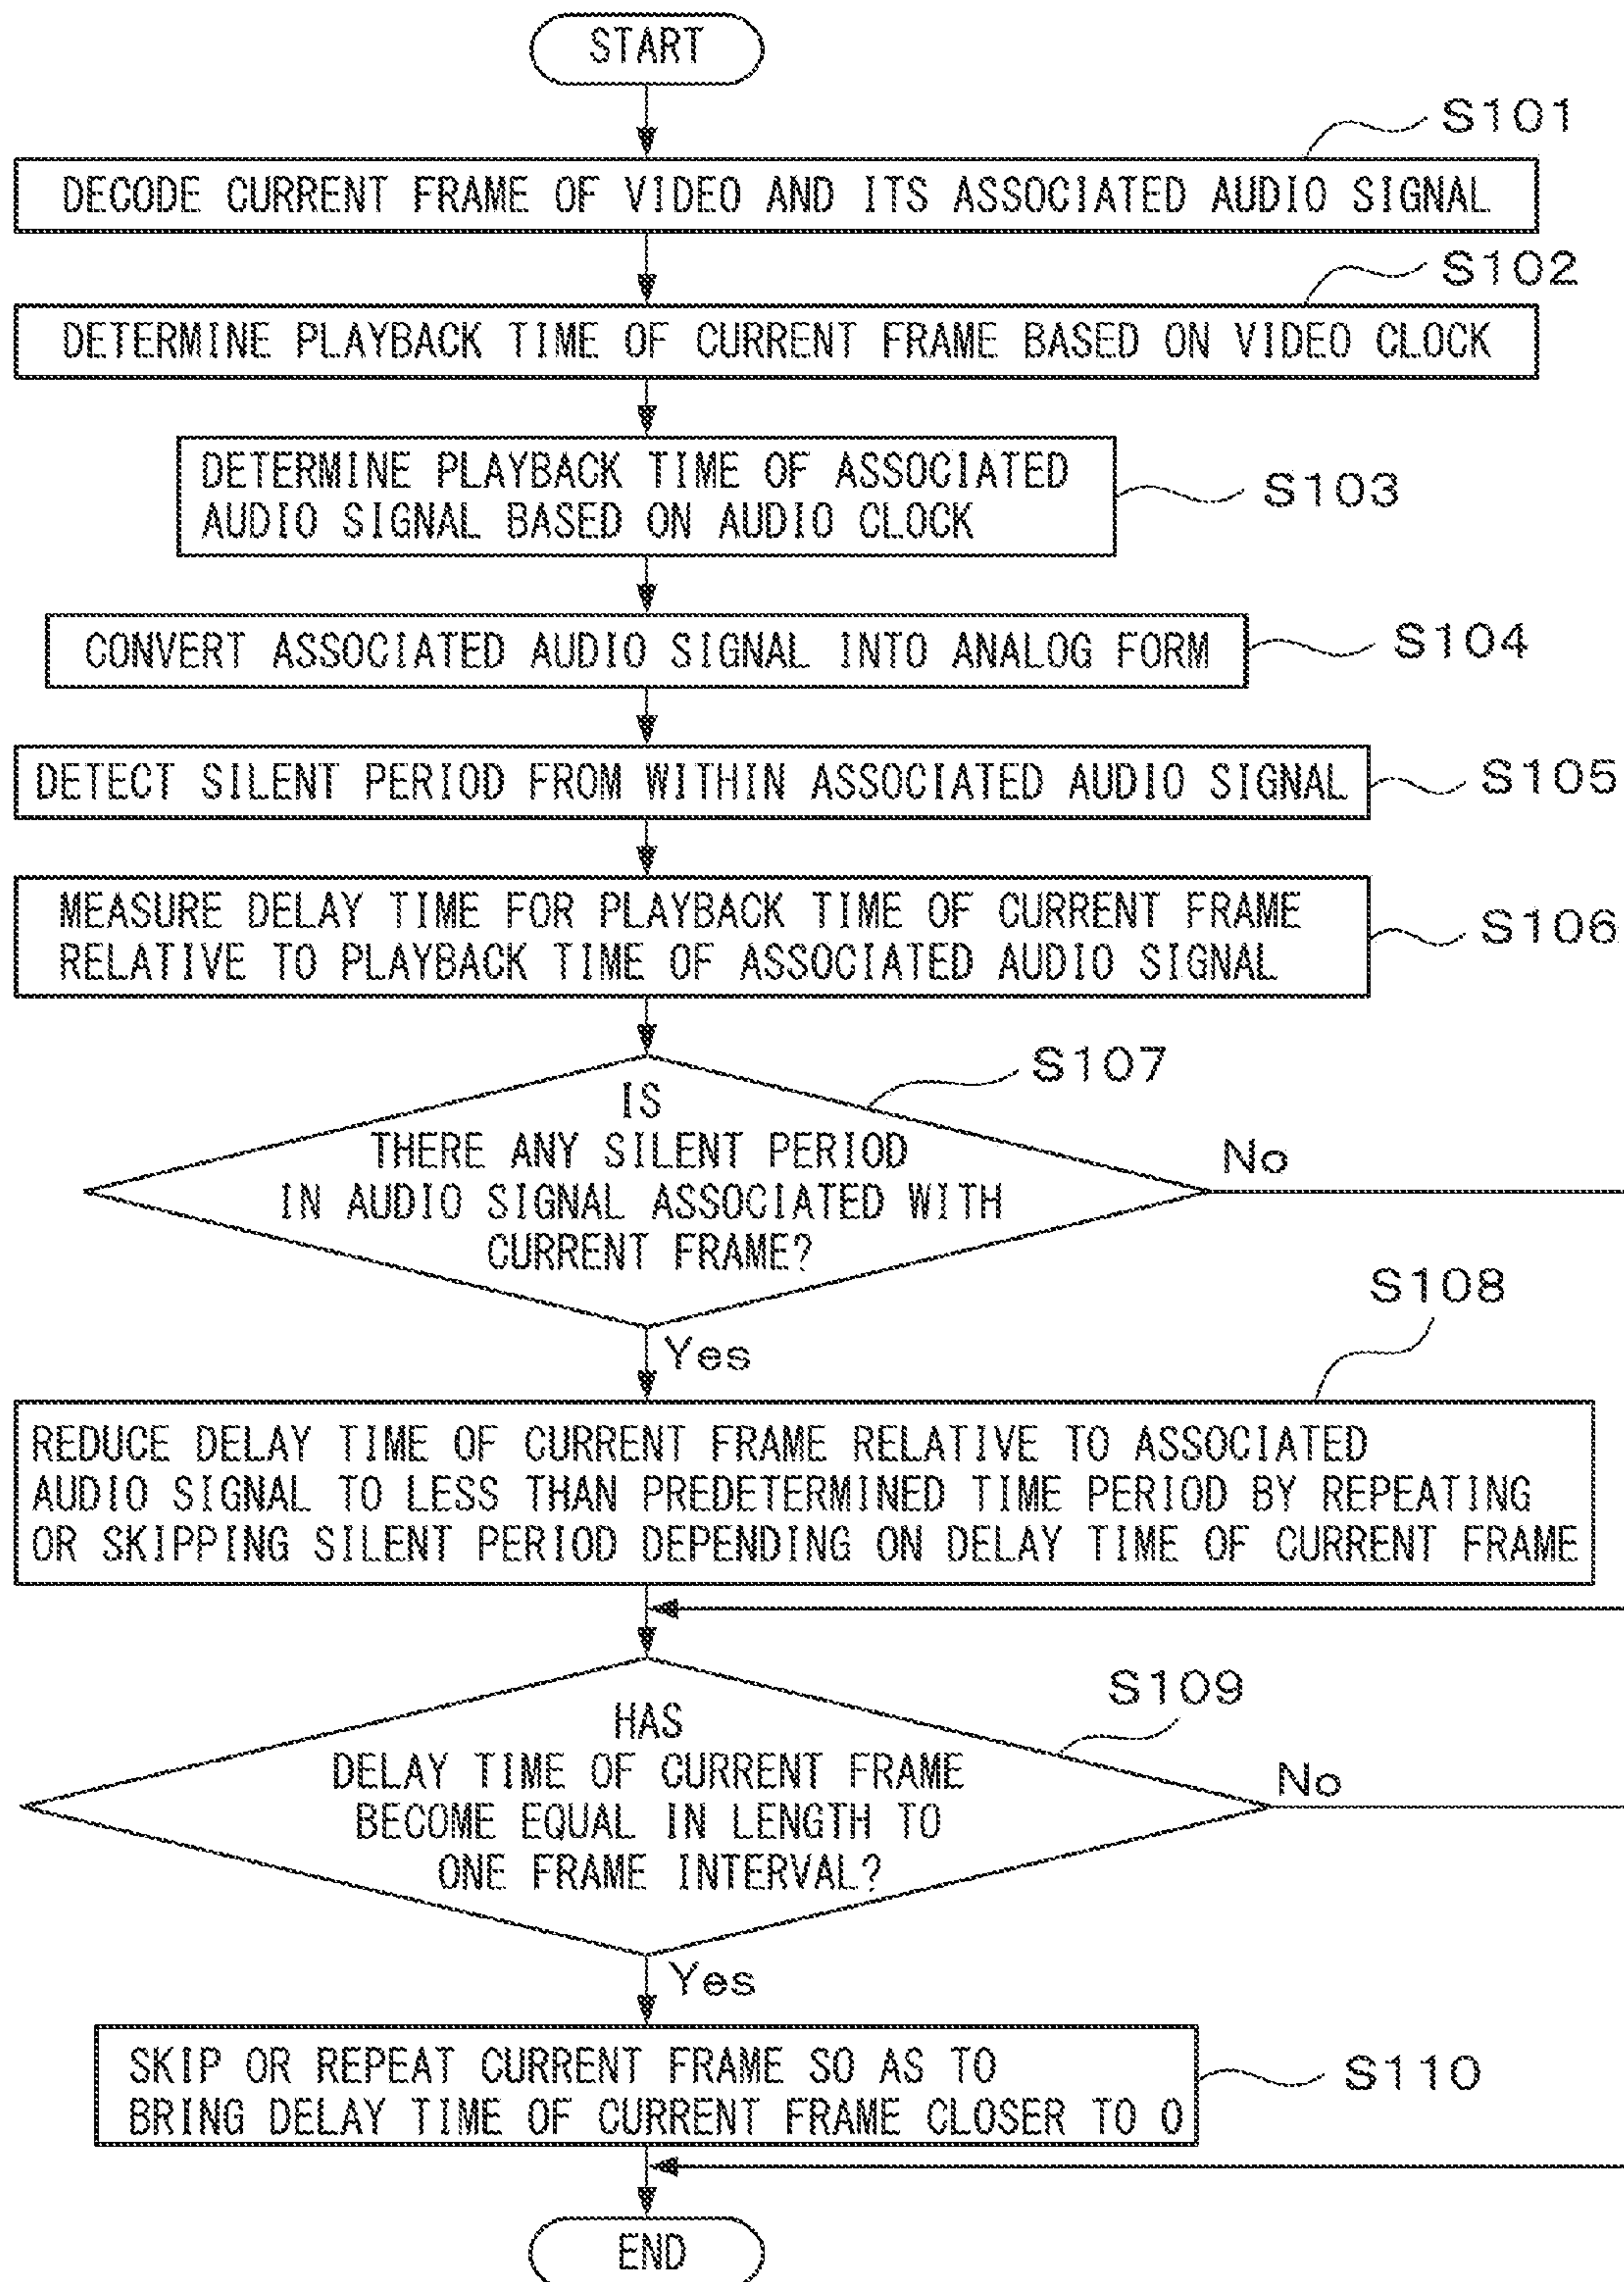 START
S101
DECODE CURRENT FRAME OF VIDEO AND ITS ASSOCIATED AUDIO SIGNAL
S102
DETERMINE PLAYBACK TIME OF CURRENT FRAME BASED ON VIDEO CLOCK
DETERMINE PLAYBACK TIME OF ASSOCIATED
AUDIO SIGNAL BASED ON AUDIO CLOCK
S103
CONVERT ASSOCIATED AUDIO SIGNAL INTO ANALOG FORM
S104
DETECT SILENT PERIOD FROM WITHIN ASSOCIATED AUDIO SIGNAL
S105
MEASURE DELAY TIME FOR PLAYBACK TIME OF CURRENT FRAME
RELATIVE TO PLAYBACK TIME OF ASSOCIATED AUDIO SIGNAL
S106
S107
IS
THERE ANY SILENT PERIOD
IN AUDIO SIGNAL ASSOCIATED WITH
CURRENT FRAME?
No
Yes
S108
REDUCE DELAY TIME OF CURRENT FRAME RELATIVE TO ASSOCIATED
AUDIO SIGNAL TO LESS THAN PREDETERMINED TIME PERIOD BY REPEATING
OR SKIPPING SILENT PERIOD DEPENDING ON DELAY TIME OF CURRENT FRAME
S109
HAS
DELAY TIME OF CURRENT FRAME
BECOME EQUAL IN LENGTH TO
ONE FRAME INTERVAL?
No
Yes
SKIP OR REPEAT CURRENT FRAME SO AS TO
BRING DELAY TIME OF CURRENT FRAME CLOSER TO 0
S110
END